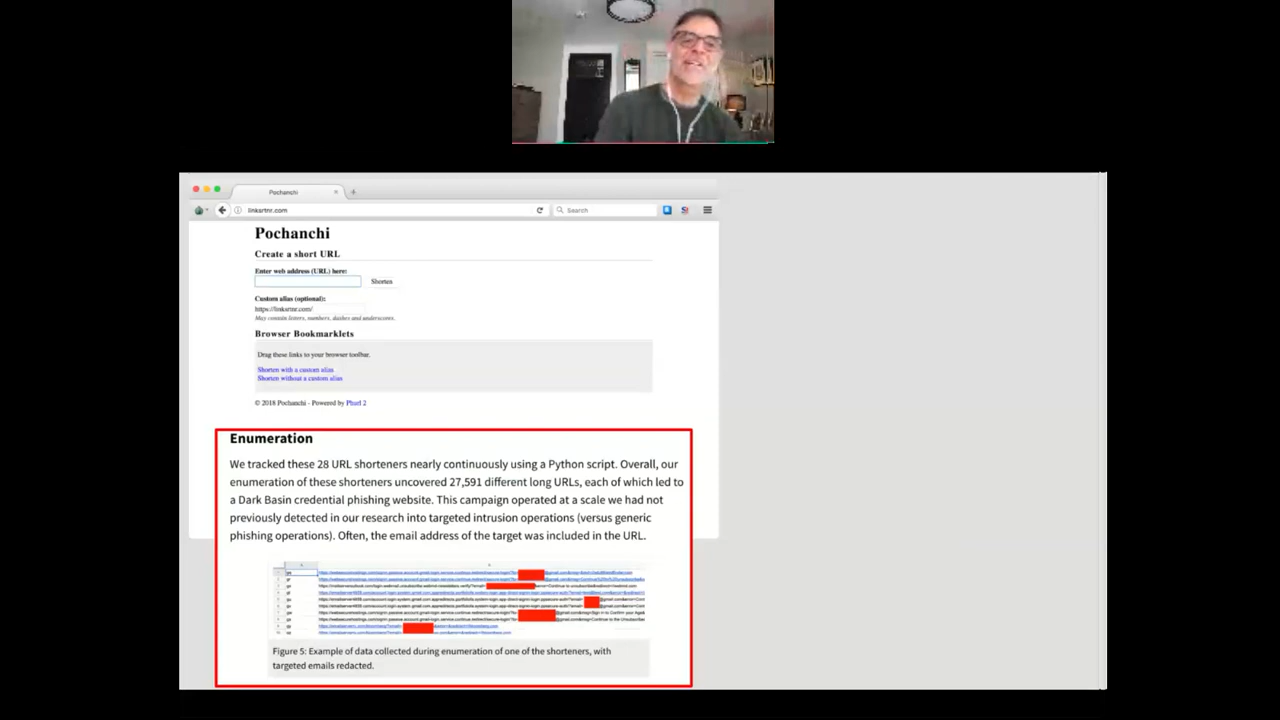 Pochanchi
linksrtnr.com
Search
Pochanchi
Create a short URL
Enter web address (URL) here:
Shorten
Custom alias (optional):
https://linksrtnr.com/
May contain letters, numbers, dashes and underscores.
Browser Bookmarklets
Drag these links to your browser toolbar.
Shorten with a custom alias
Shorten without a custom alias
© 2018 Pochanchi - Powered by Phurl 2
Enumeration
We tracked these 28 URL shorteners nearly continuously using a Python script. Overall, our
enumeration of these shorteners uncovered 27,591 different long URLs, each of which led to
a Dark Basin credential phishing website. This campaign operated at a scale we had not
previously detected in our research into targeted intrusion operations (versus generic
phishing operations). Often, the email address of the target was included in the URL.
Figure 5: Example of data collected during enumeration of one of the shorteners, with
targeted emails redacted.